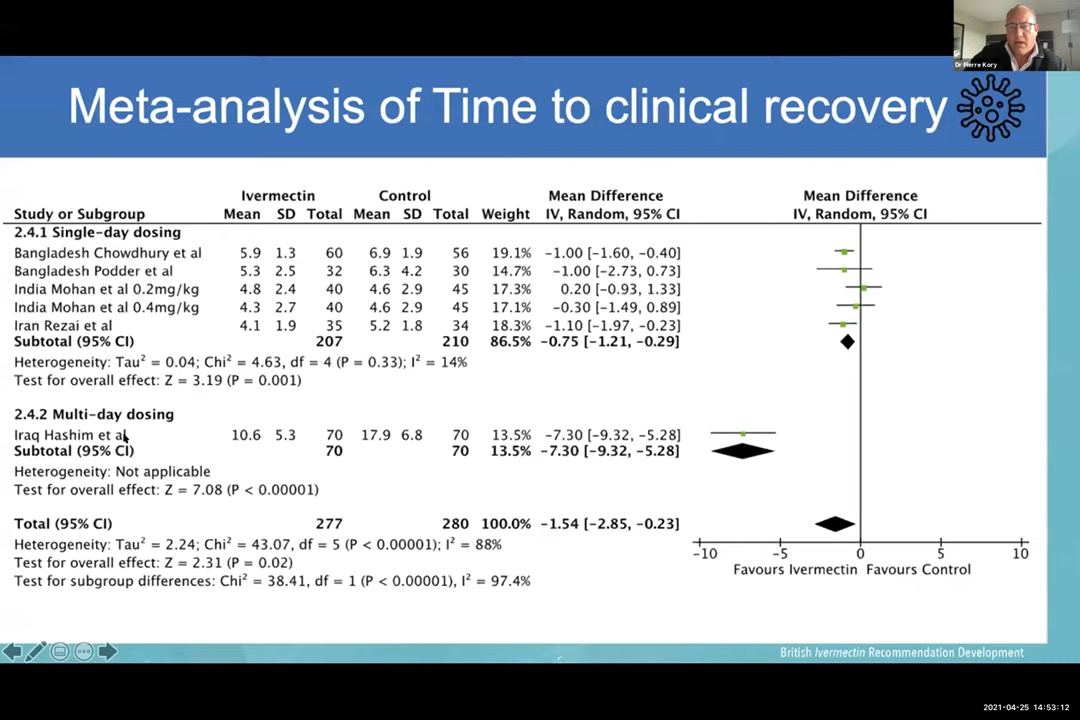 Dr Pierre Kory
Meta-analysis of Time to clinical recovery
Ivermectin Control Mean Difference Mean Difference
Study or Subgroup Mean SD Total Mean SD Total Weight IV, Random, 95% CI IV, Random, 95% CI
2.4.1 Single-day dosing
Bangladesh Chowdhury et al 5.9 1.3 60 6.9 1.9 56 19.1% -1.00 [-1.60, -0.40]
Bangladesh Podder et al 5.3 2.5 32 6.3 4.2 30 14.7% -1.00 [-2.73, 0.73]
India Mohan et al 0.2mg/kg 4.8 2.4 40 4.6 2.9 45 17.3% 0.20 [-0.93, 1.33]
India Mohan et al 0.4mg/kg 4.3 2.7 40 4.6 2.9 45 17.1% -0.30 [-1.49, 0.89]
Iran Rezai et al 4.1 1.9 35 5.2 1.8 34 18.3% -1.10 [-1.97, -0.23]
Subtotal (95% CI) 207 210 86.5% -0.75 [-1.21, -0.29]
Heterogeneity: Tau² = 0.04; Chi² = 4.63, df = 4 (P = 0.33); I² = 14%
Test for overall effect: Z = 3.19 (P = 0.001)
2.4.2 Multi-day dosing
Iraq Hashim et al 10.6 5.3 70 17.9 6.8 70 13.5% -7.30 [-9.32, -5.28]
Subtotal (95% CI) 70 70 13.5% -7.30 [-9.32, -5.28]
Heterogeneity: Not applicable
Test for overall effect: Z = 7.08 (P < 0.00001)
Total (95% CI) 277 280 100.0% -1.54 [-2.85, -0.23]
Heterogeneity: Tau² = 2.24; Chi² = 43.07, df = 5 (P < 0.00001); I² = 88%
Test for overall effect: Z = 2.31 (P = 0.02)
Test for subgroup differences: Chi² = 38.41, df = 1 (P < 0.00001), I² = 97.4%
-10 -5 0 5 10
Favours Ivermectin Favours Control
British Ivermectin Recommendation Development
2021-04-25 14:53:12